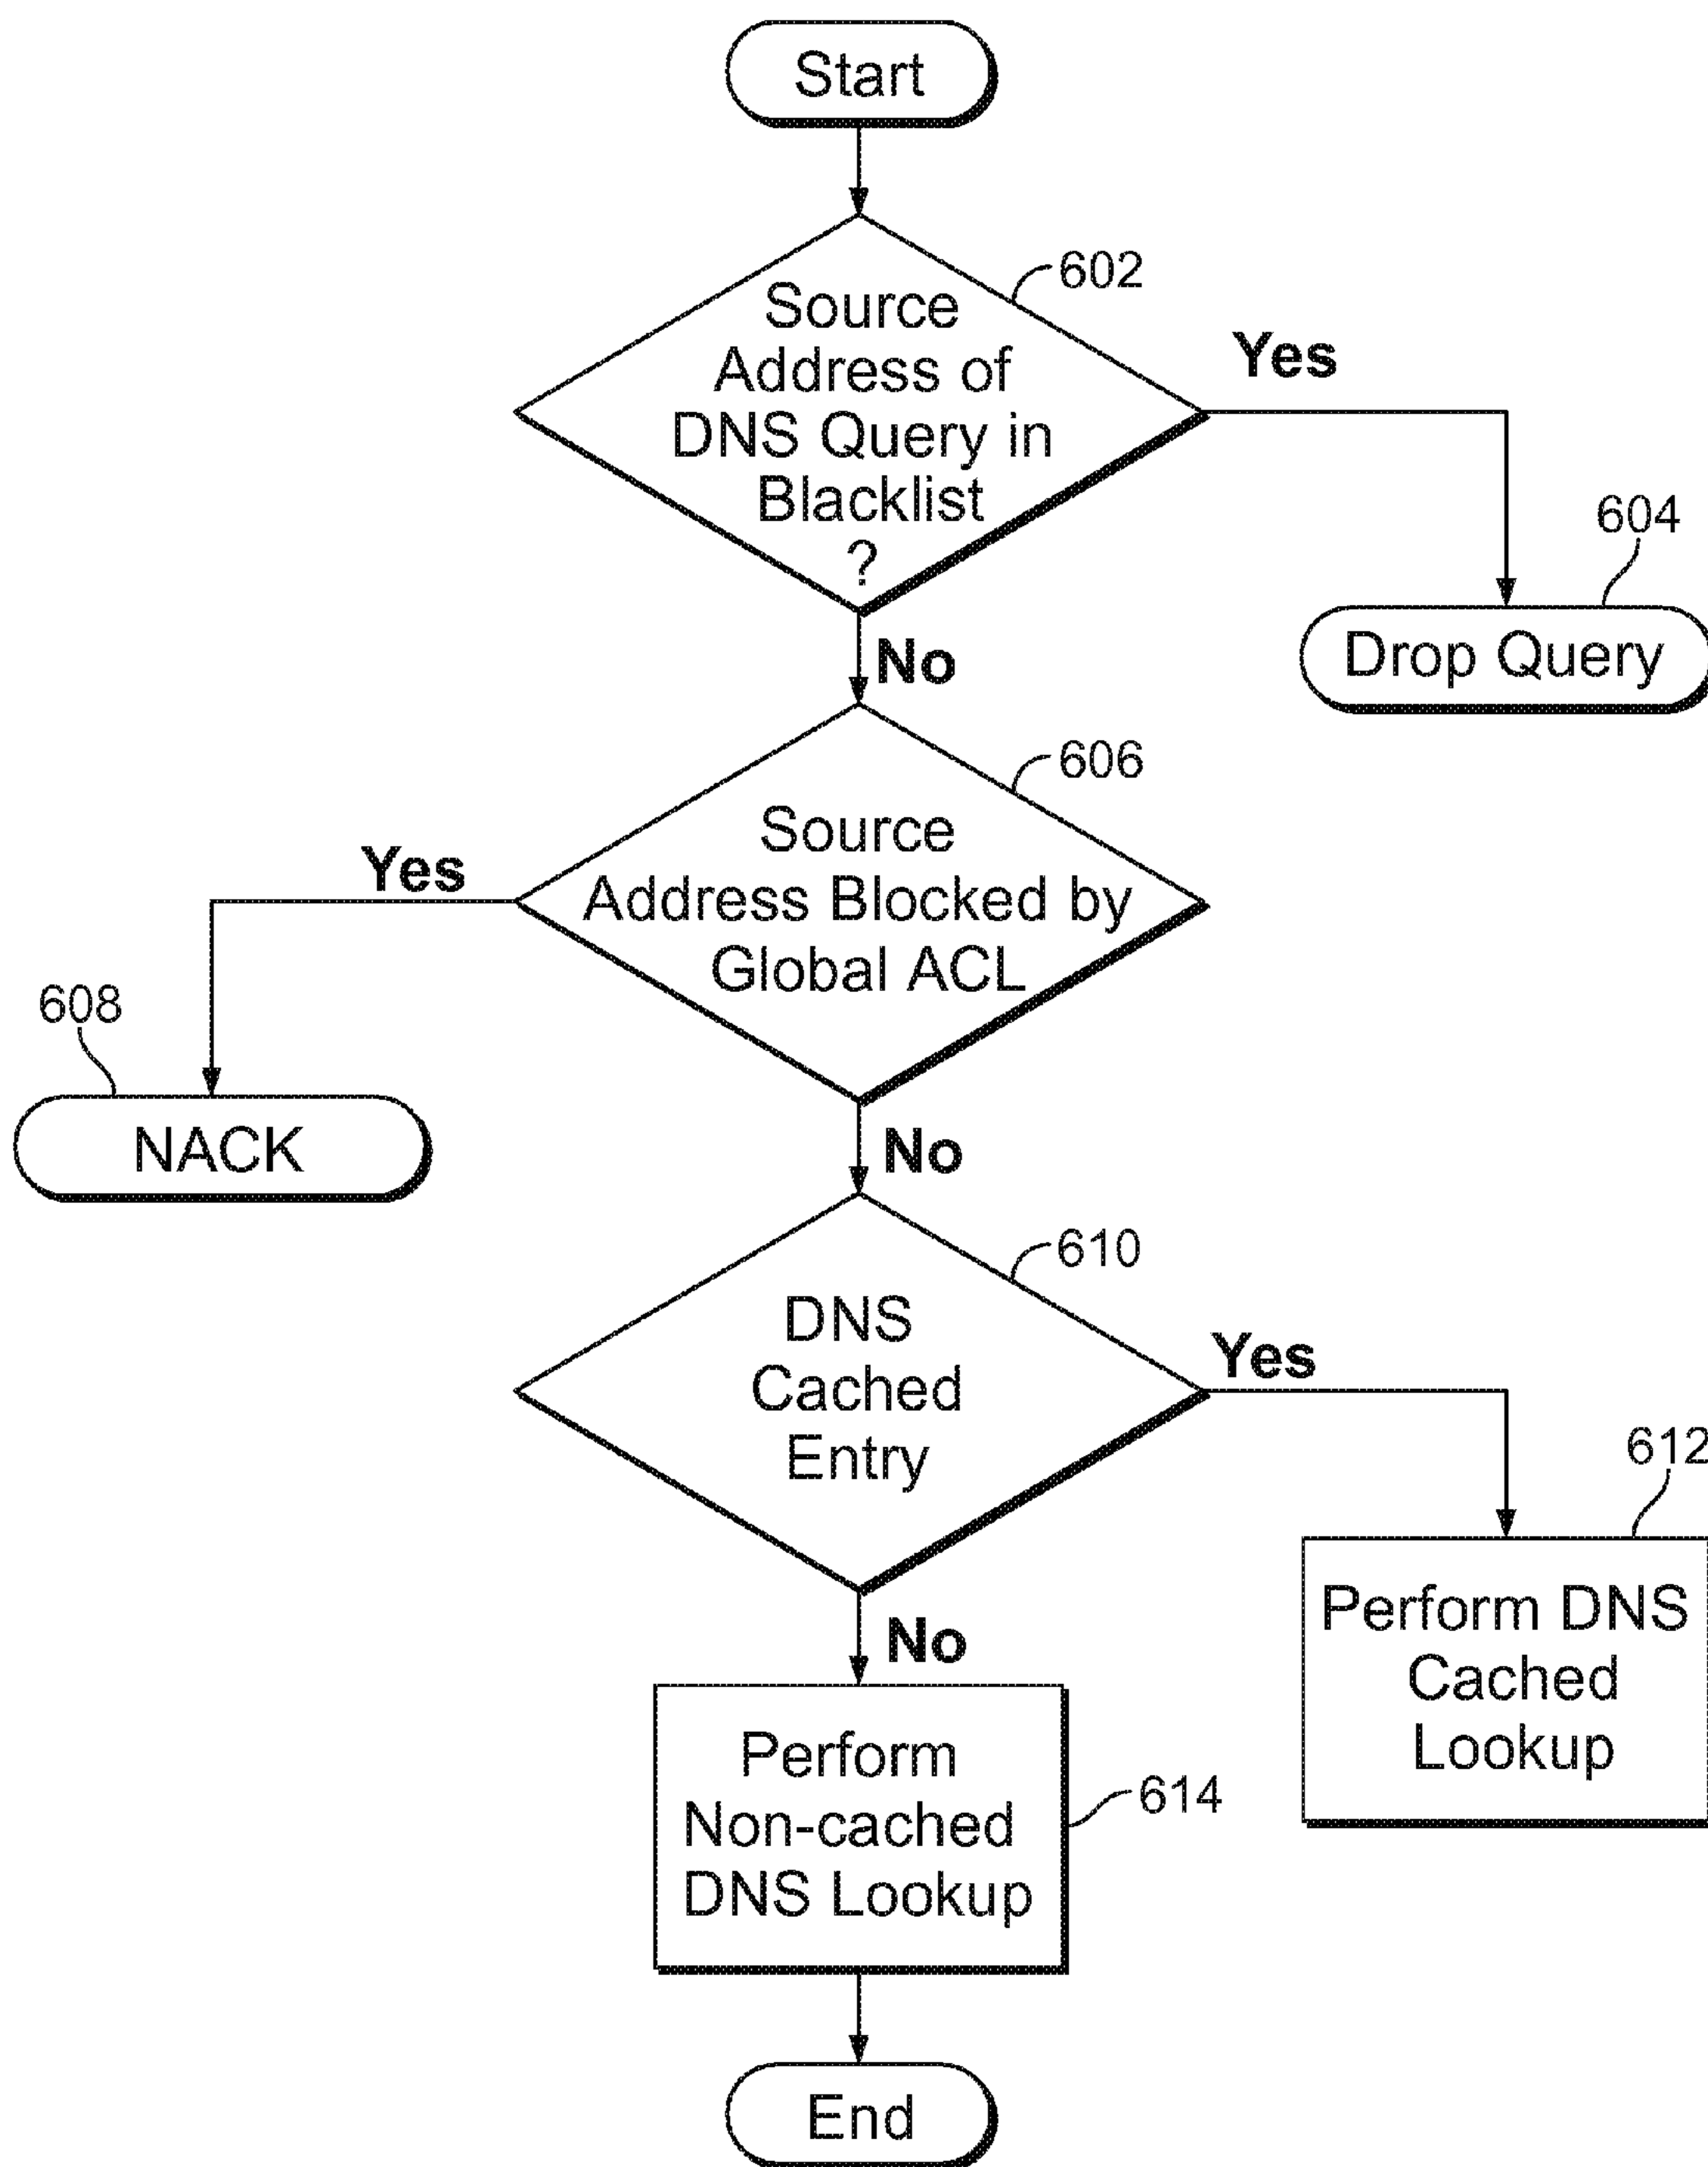 Start
602
Source
Address of
DNS Query in
Blacklist
?
Yes
604
Drop Query
No
606
Source
Address Blocked by
Global ACL
Yes
608
NACK
No
610
DNS
Cached
Entry
Yes
612
Perform DNS
Cached
Lookup
No
Perform
Non-cached
DNS Lookup
614
End